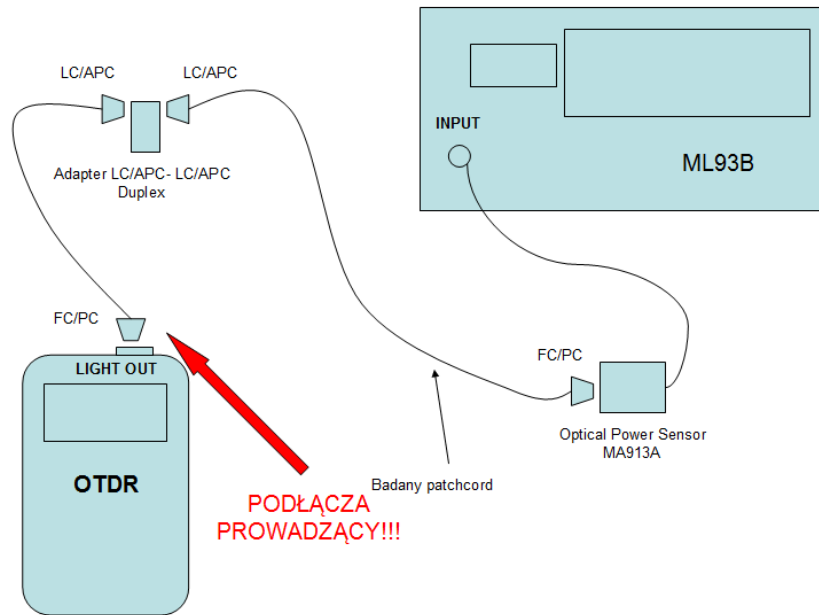 LC/APC
LC/APC
Adapter LC/APC- LC/APC
Duplex
INPUT
ML93B
FC/PC
LIGHT OUT
OTDR
FC/PC
Optical Power Sensor
MA913A
Badany patchcord
PODŁĄCZA
PROWADZĄCY!!!